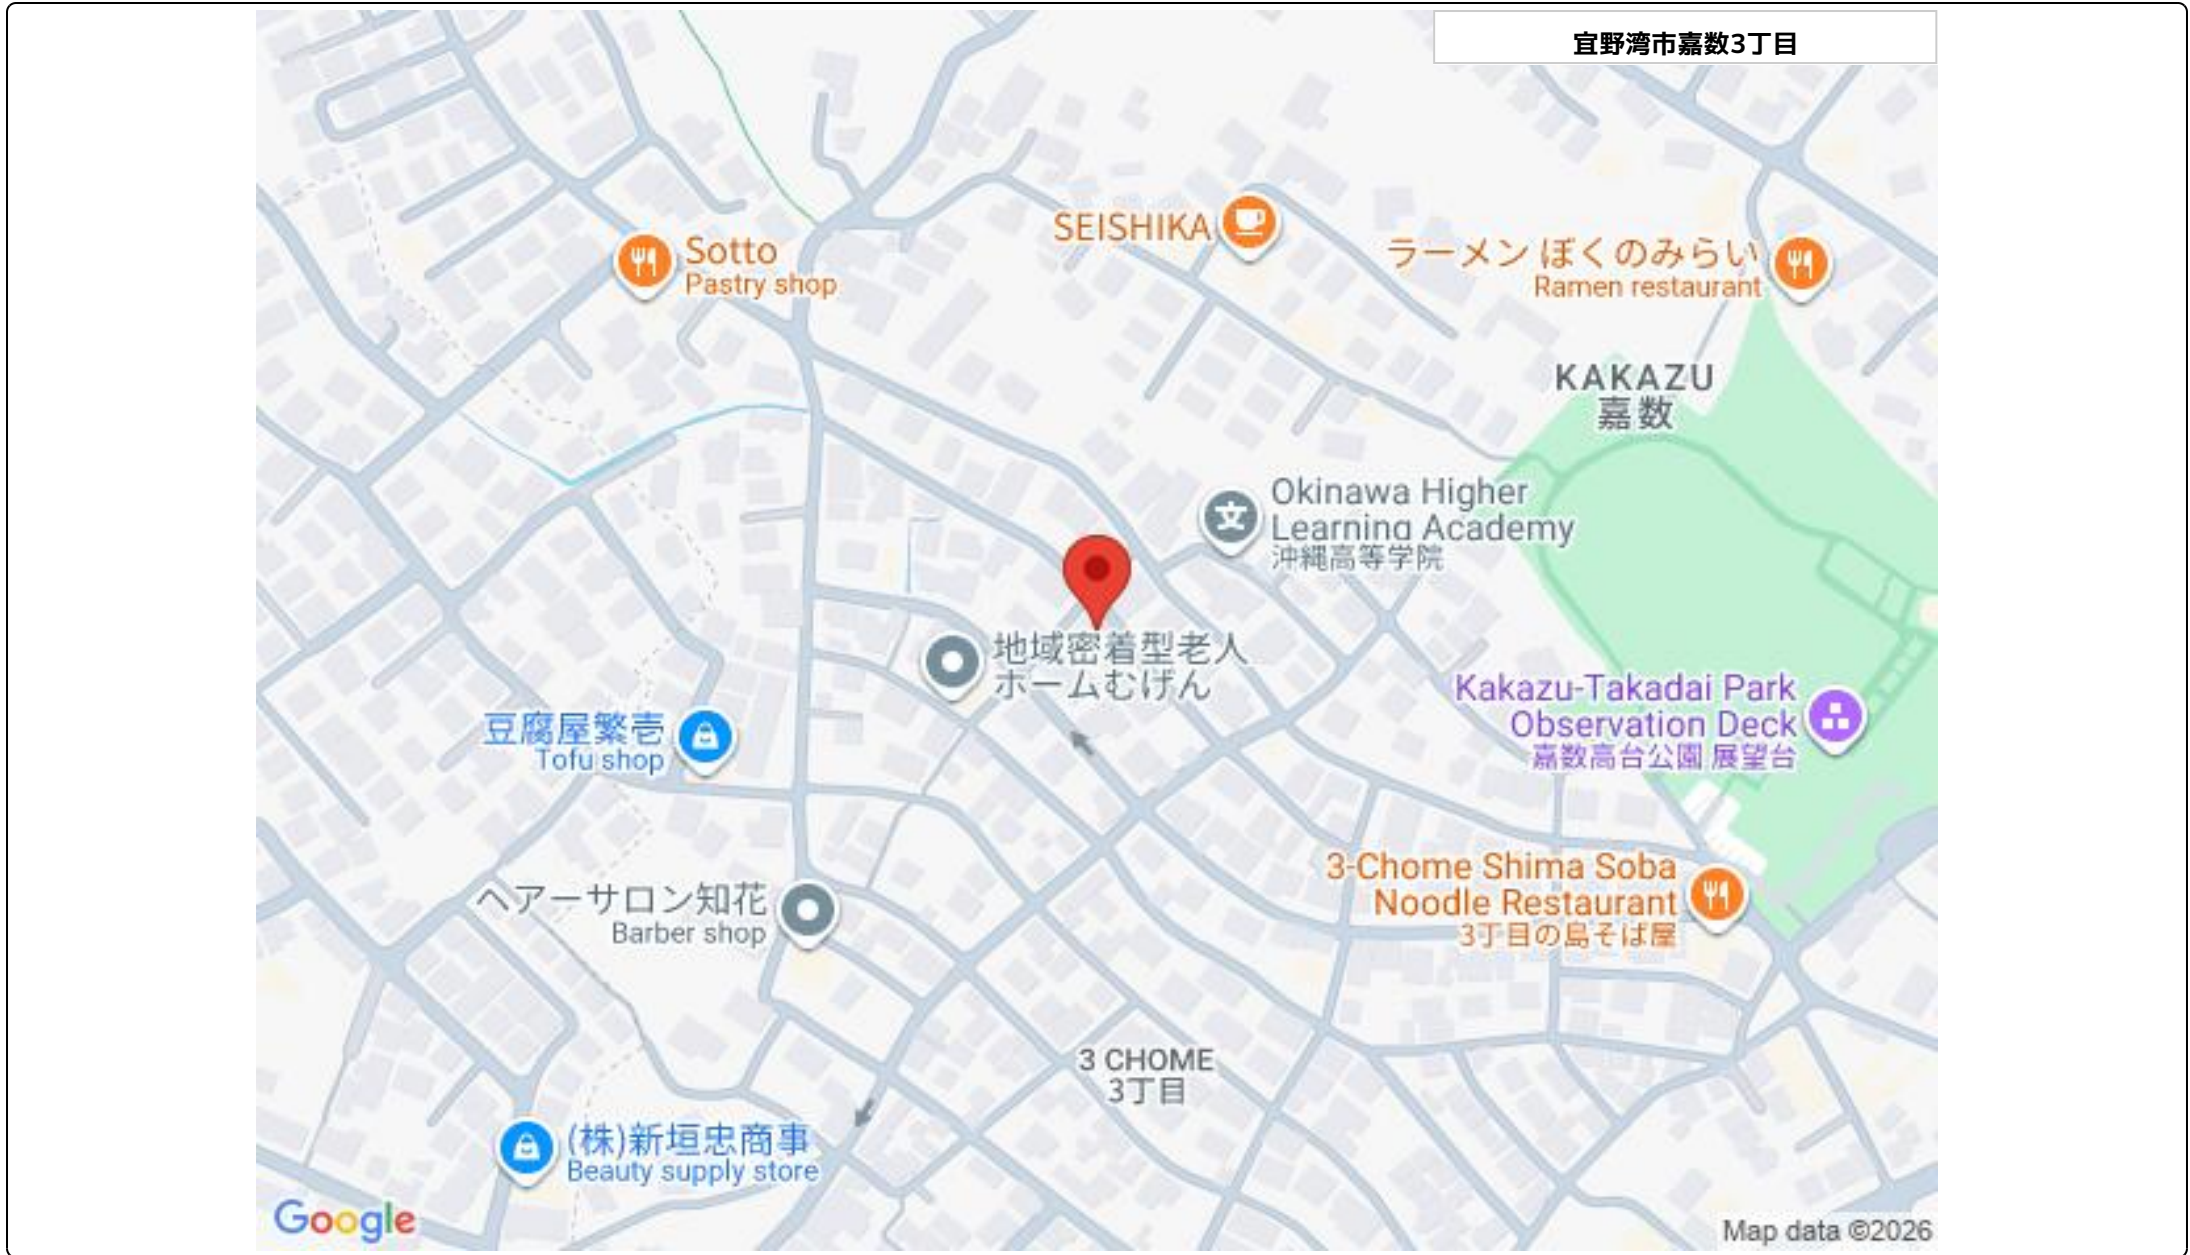 宜野湾市嘉数3丁目
SEISHIKA
Sotto
Pastry shop
ラーメン ぼくのみらい
Ramen restaurant
KAKAZU
嘉数
Okinawa Higher
Learning Academy
沖縄高等学院
地域密着型老人
ホームむげん
Kakazu-Takadai Park
Observation Deck
嘉数高台公園 展望台
豆腐屋繁壱
Tofu shop
3-Chome Shima Soba
Noodle Restaurant
3丁目の島そば屋
ヘアーサロン知花
Barber shop
3 CHOME
3丁目
(株)新垣忠商事
Beauty supply store
Google
Map data ©2026